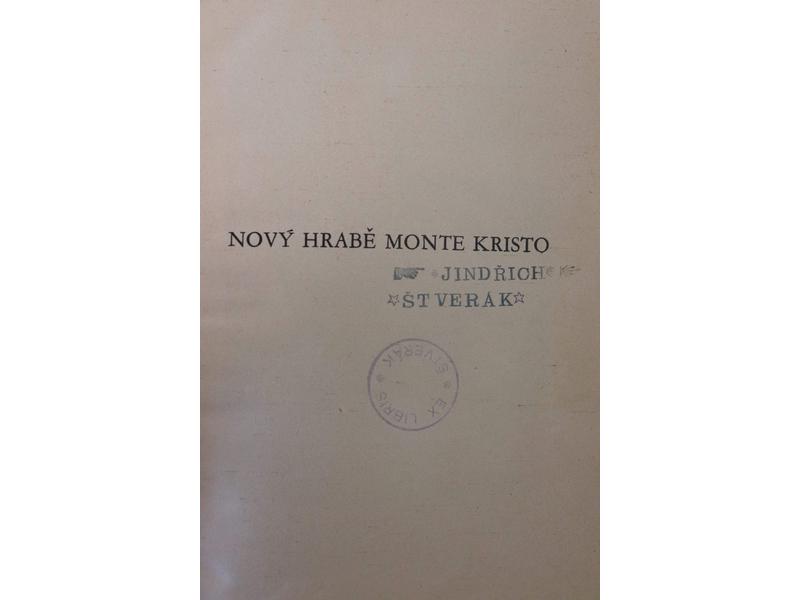 NOVÝ HRABĚ MONTE KRISTO
JINDŘICH
ŠTVERÁK
EX LIBRIS
ŠTVERÁK